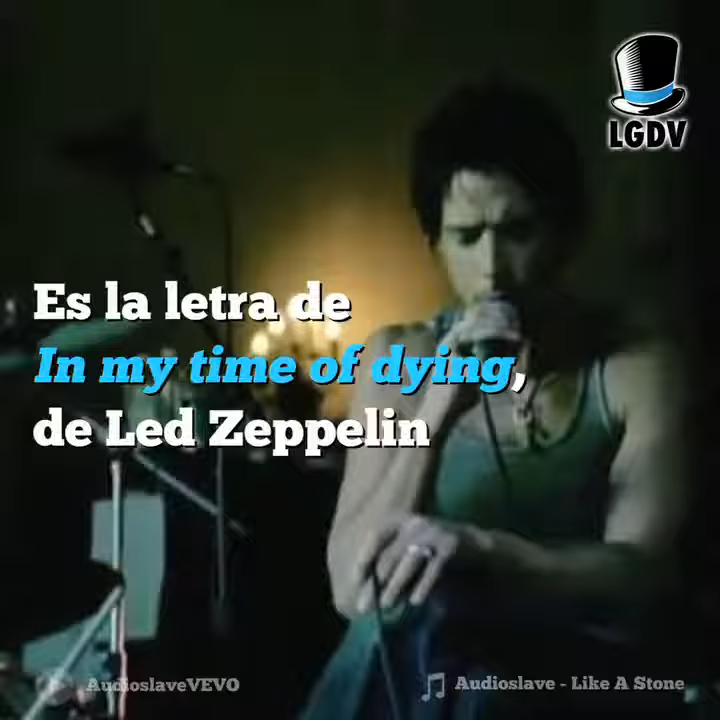 LGDV
Es la letra de
In my time of dying,
de Led Zeppelin
AudioslaveVEVO
Audioslave - Like A Stone